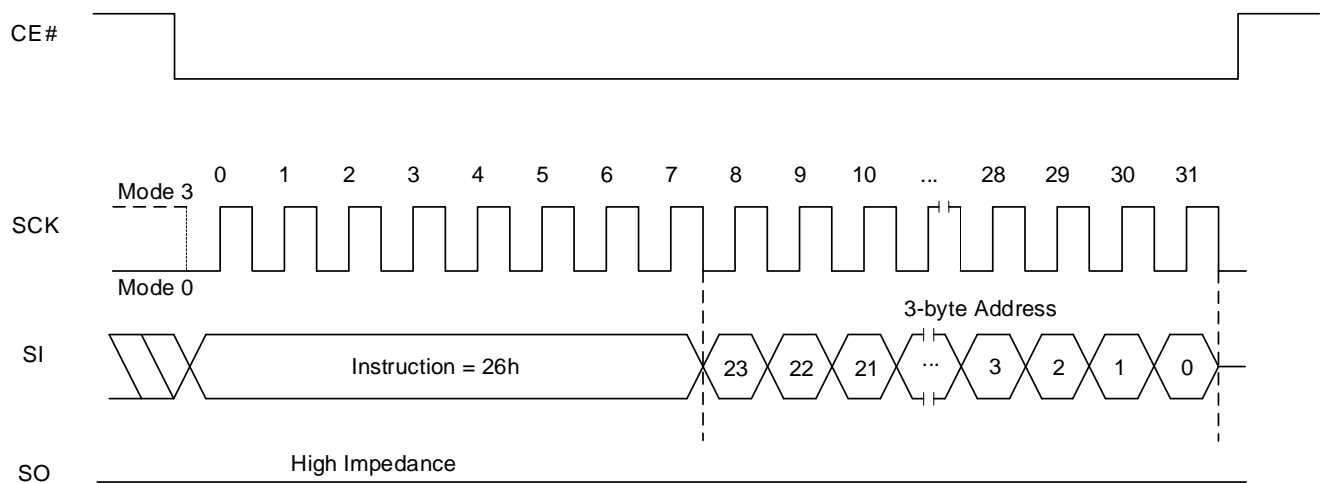 CE#
0 1 2 3 4 5 6 7 8 9 10 ... 28 29 30 31
Mode 3
SCK
Mode 0
3-byte Address
SI
Instruction = 26h 23 22 21 ... 3 2 1 0
High Impedance
SO